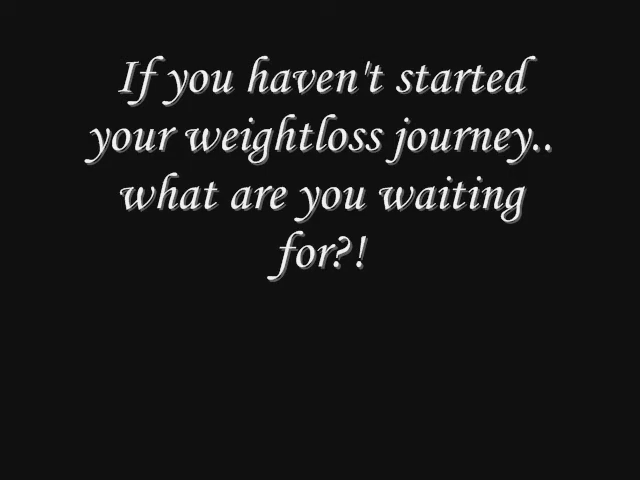 If you haven't started
your weightloss journey..
what are you waiting
for?!